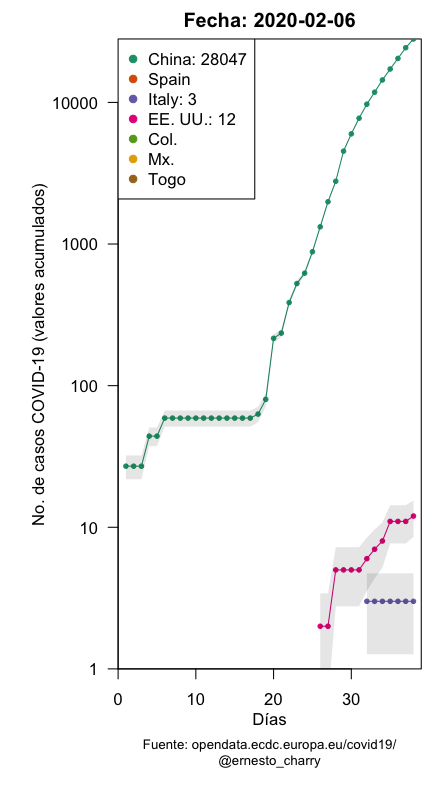 Fecha: 2020-02-06
China: 28047
Spain
Italy: 3
EE. UU.: 12
Col.
Mx.
Togo
No. de casos COVID-19 (valores acumulados)
10000
1000
100
10
1
0 10 20 30
Días
Fuente: opendata.ecdc.europa.eu/covid19/
@ernesto_charry